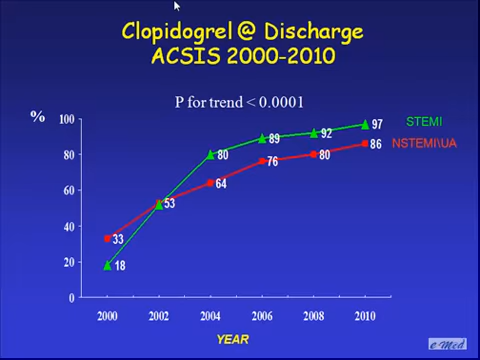 Clopidogrel @ Discharge
ACSIS 2000-2010
P for trend < 0.0001
%
100
80
60
40
20
0
18
33
53
80
64
89
76
92
80
97
86
STEMI
NSTEMI\UA
2000 2002 2004 2006 2008 2010
YEAR
e Med